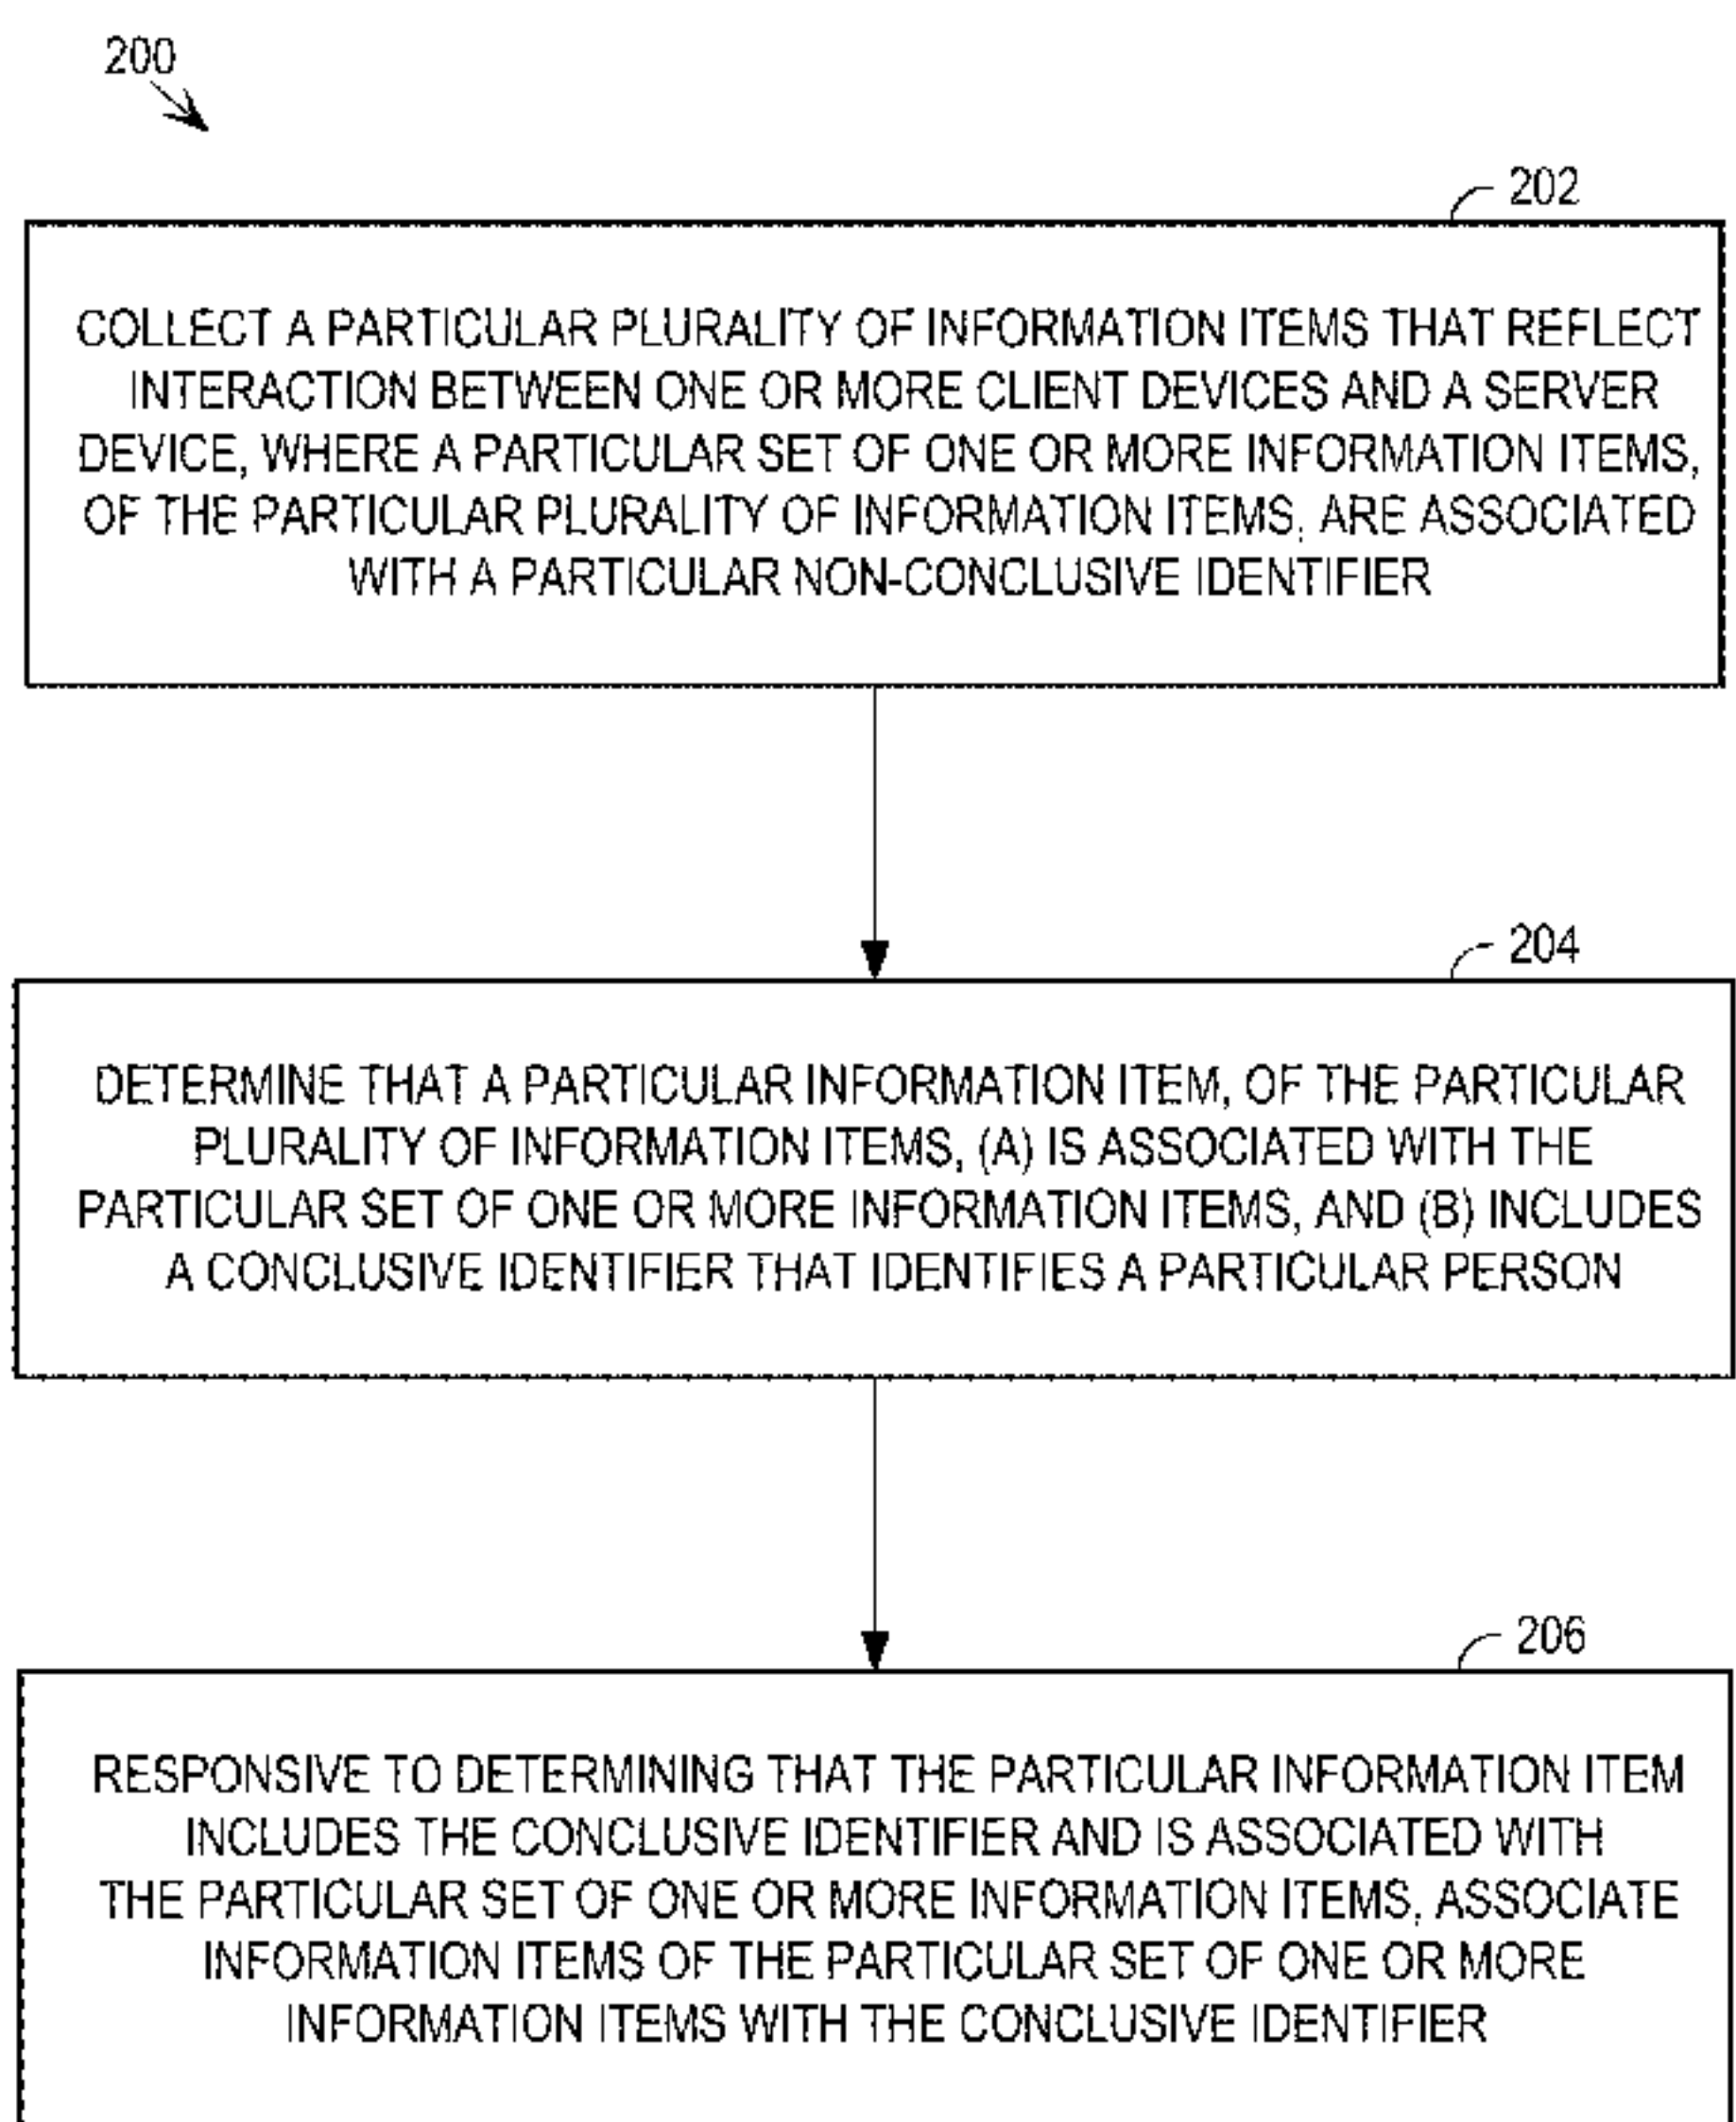 200
202
COLLECT A PARTICULAR PLURALITY OF INFORMATION ITEMS THAT REFLECT
INTERACTION BETWEEN ONE OR MORE CLIENT DEVICES AND A SERVER
DEVICE, WHERE A PARTICULAR SET OF ONE OR MORE INFORMATION ITEMS,
OF THE PARTICULAR PLURALITY OF INFORMATION ITEMS, ARE ASSOCIATED
WITH A PARTICULAR NON-CONCLUSIVE IDENTIFIER
204
DETERMINE THAT A PARTICULAR INFORMATION ITEM, OF THE PARTICULAR
PLURALITY OF INFORMATION ITEMS, (A) IS ASSOCIATED WITH THE
PARTICULAR SET OF ONE OR MORE INFORMATION ITEMS, AND (B) INCLUDES
A CONCLUSIVE IDENTIFIER THAT IDENTIFIES A PARTICULAR PERSON
206
RESPONSIVE TO DETERMINING THAT THE PARTICULAR INFORMATION ITEM
INCLUDES THE CONCLUSIVE IDENTIFIER AND IS ASSOCIATED WITH
THE PARTICULAR SET OF ONE OR MORE INFORMATION ITEMS, ASSOCIATE
INFORMATION ITEMS OF THE PARTICULAR SET OF ONE OR MORE
INFORMATION ITEMS WITH THE CONCLUSIVE IDENTIFIER